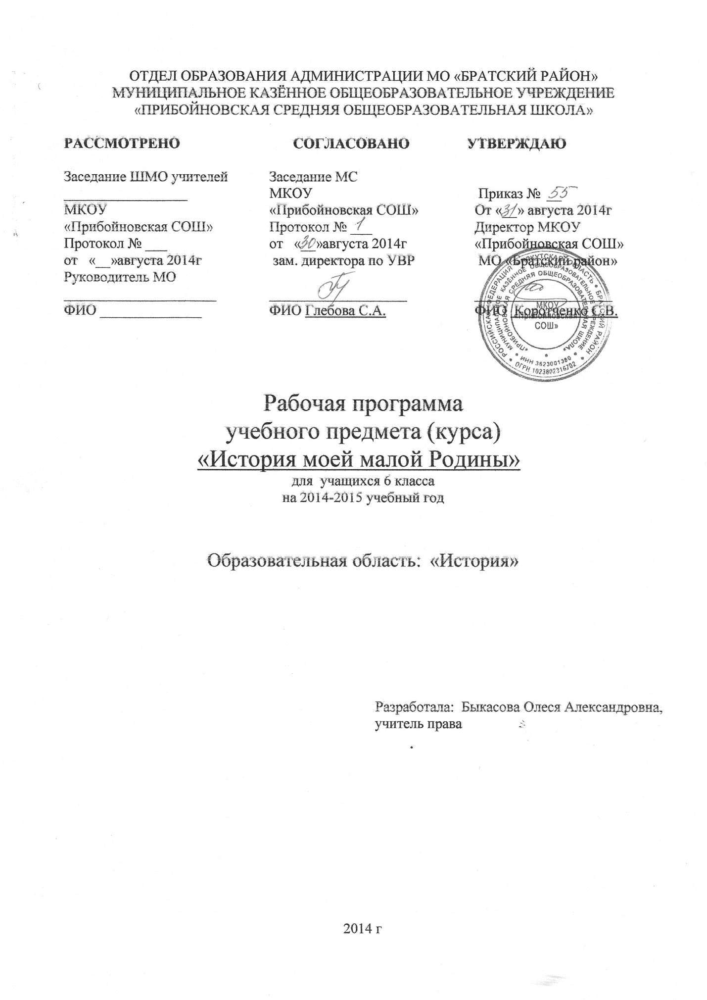 ОТДЕЛ ОБРАЗОВАНИЯ АДМИНИСТРАЦИИ МО «БРАТСКИЙ РАЙОН»
МУНИЦИПАЛЬНОЕ КАЗЁННОЕ ОБЩЕОБРАЗОВАТЕЛЬНОЕ УЧРЕЖДЕНИЕ
«ПРИБОЙНОВСКАЯ СРЕДНЯЯ ОБЩЕОБРАЗОВАТЕЛЬНАЯ ШКОЛА»
РАССМОТРЕНО
Заседание ШМО учителей
__________________
МКОУ
«Прибойновская СОШ»
Протокол № ___
от «__»августа 2014г
Руководитель МО
______________________
ФИО _______________
СОГЛАСОВАНО
Заседание МС
МКОУ
«Прибойновская СОШ»
Протокол № 1
от «30»августа 2014г
зам. директора по УВР
____________________
ФИО Глебова С.А.
УТВЕРЖДАЮ
Приказ № 55
От «31» августа 2014г
Директор МКОУ
«Прибойновская СОШ»
МО «Братский район»
____________________
ФИО Коротченко С.В.
РОССИЙСКАЯ ФЕДЕРАЦИЯ • ИРКУТСКАЯ ОБЛАСТЬ • БРАТСКИЙ РАЙОН
МУНИЦИПАЛЬНОЕ КАЗЕННОЕ ОБЩЕОБРАЗОВАТЕЛЬНОЕ УЧРЕЖДЕНИЕ
«ПРИБОЙНОВСКАЯ СРЕДНЯЯ ОБЩЕОБРАЗОВАТЕЛЬНАЯ ШКОЛА»
МКОУ
«Прибойновская
СОШ»
• ИНН 3823001380 •
• ОГРН 1023802316702 •
Рабочая программа
учебного предмета (курса)
«История моей малой Родины»
для учащихся 6 класса
на 2014-2015 учебный год
Образовательная область: «История»
Разработала: Быкасова Олеся Александровна,
учитель права
2014 г